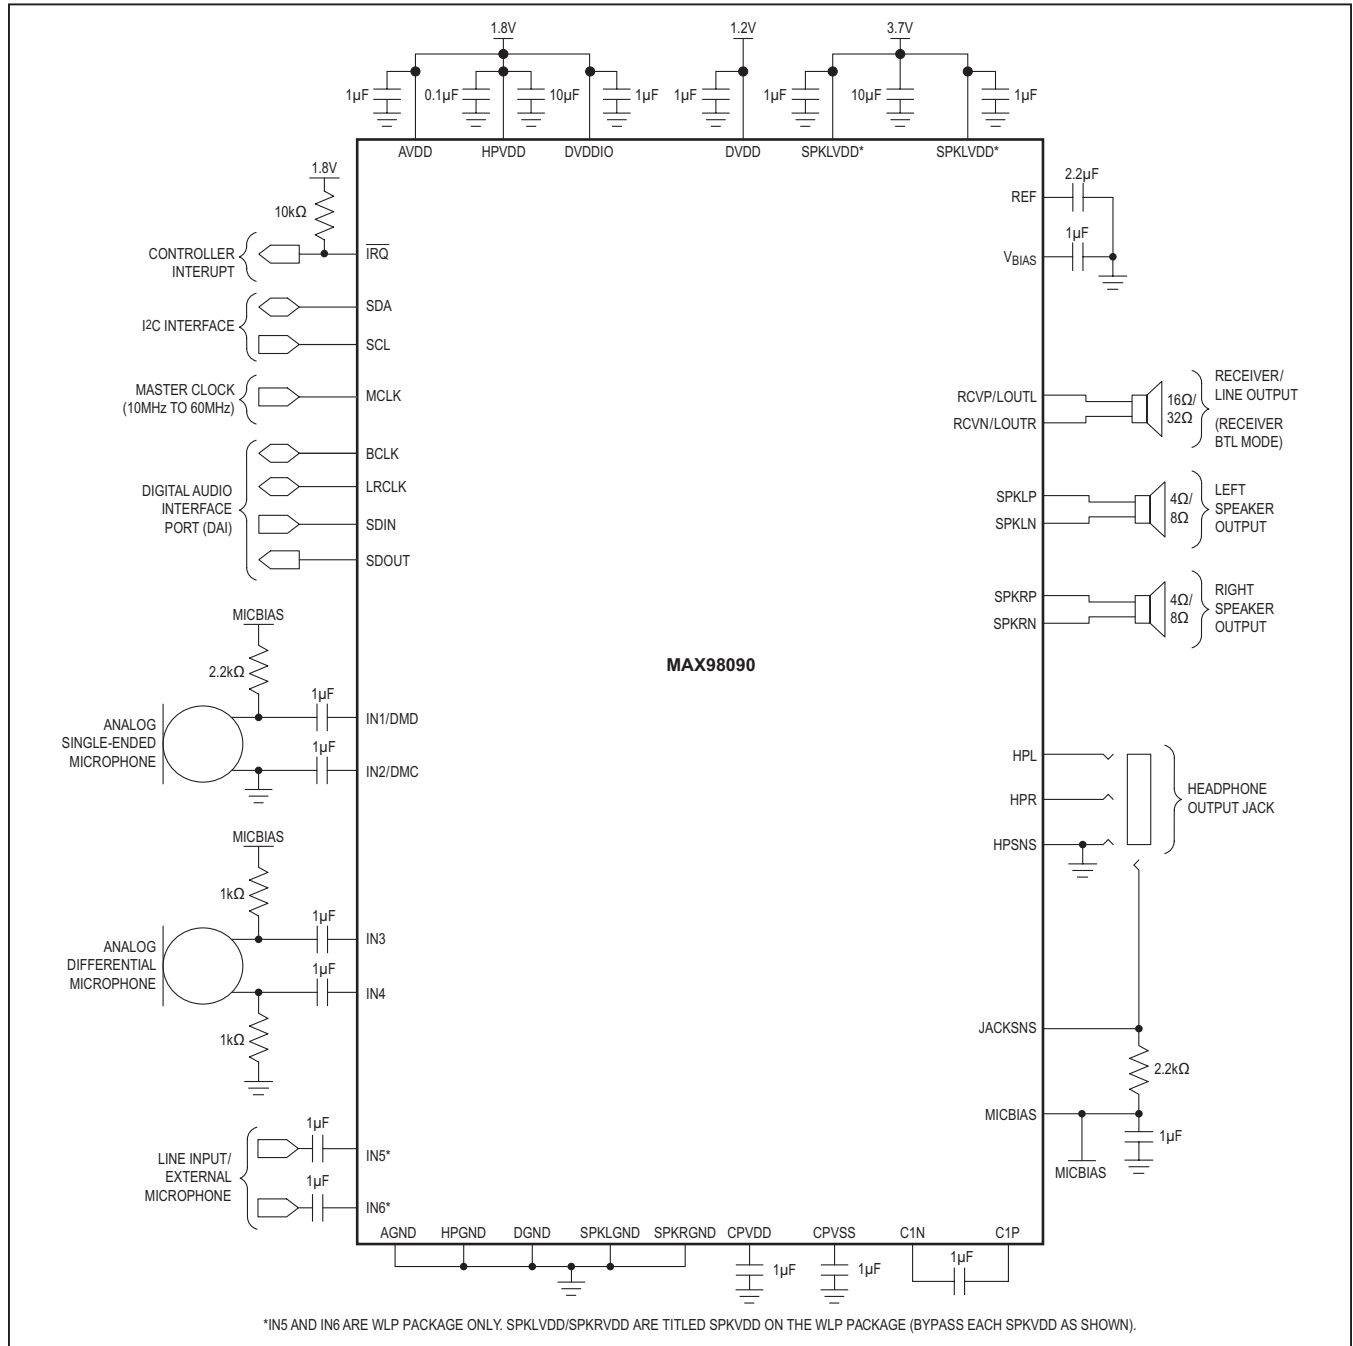 1.8V
1.2V
3.7V
1µF
0.1µF
10µF
1µF
1µF
1µF
10µF
1µF
AVDD
HPVDD
DVDDIO
DVDD
SPKLVDD*
SPKLVDD*
1.8V
10kΩ
CONTROLLER
INTERUPT
IRQ
I2C INTERFACE
SDA
SCL
MASTER CLOCK
(10MHz TO 60MHz)
MCLK
DIGITAL AUDIO
INTERFACE
PORT (DAI)
BCLK
LRCLK
SDIN
SDOUT
MICBIAS
2.2kΩ
1µF
ANALOG
SINGLE-ENDED
MICROPHONE
IN1/DMD
1µF
IN2/DMC
MICBIAS
1kΩ
1µF
ANALOG
DIFFERENTIAL
MICROPHONE
IN3
1µF
IN4
1kΩ
1µF
LINE INPUT/
EXTERNAL
MICROPHONE
IN5*
1µF
IN6*
MAX98090
REF
2.2µF
VBIAS
1µF
RCVP/LOUTL
RCVN/LOUTR
16Ω/
32Ω
RECEIVER/
LINE OUTPUT
(RECEIVER
BTL MODE)
SPKLP
SPKLN
4Ω/
8Ω
LEFT
SPEAKER
OUTPUT
SPKRP
SPKRN
4Ω/
8Ω
RIGHT
SPEAKER
OUTPUT
HPL
HPR
HPSNS
HEADPHONE
OUTPUT JACK
JACKSNS
2.2kΩ
MICBIAS
1µF
MICBIAS
AGND
HPGND
DGND
SPKLGND
SPKRGND
CPVDD
CPVSS
C1N
C1P
1µF
1µF
1µF
*IN5 AND IN6 ARE WLP PACKAGE ONLY. SPKLVDD/SPKRVDD ARE TITLED SPKVDD ON THE WLP PACKAGE (BYPASS EACH SPKVDD AS SHOWN).